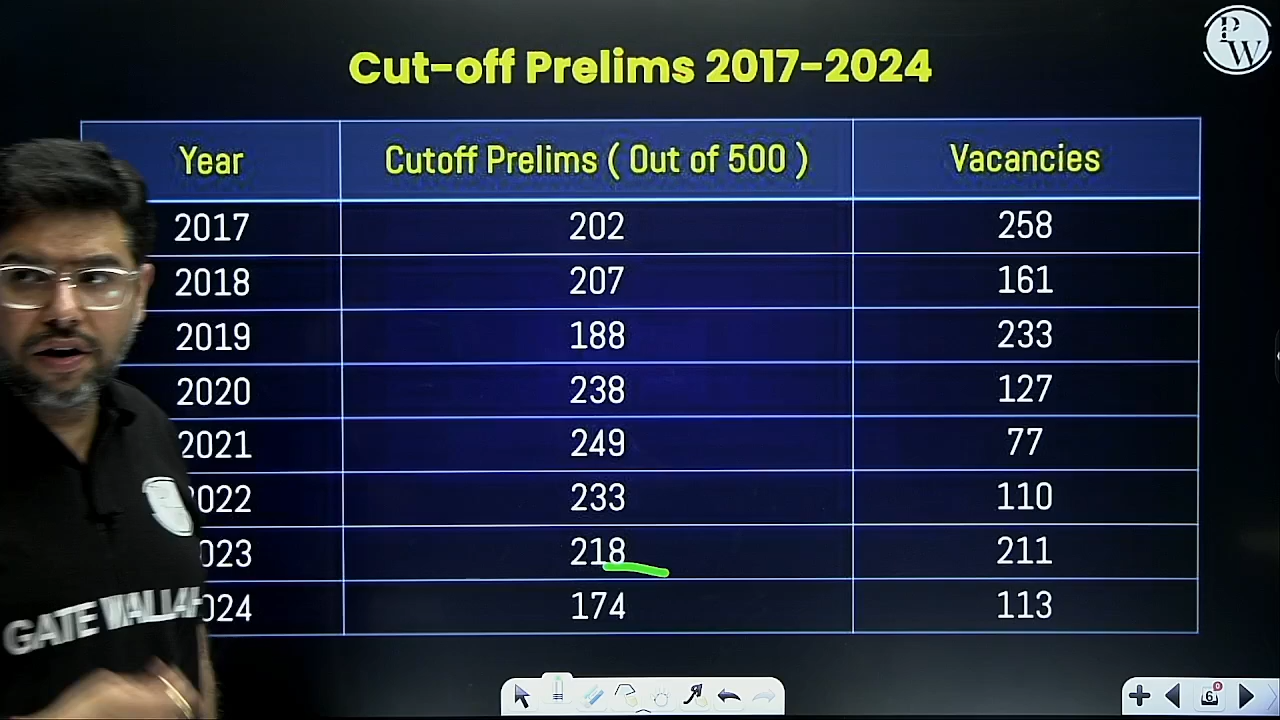 PW
Cut-off Prelims 2017-2024
Year Cutoff Prelims ( Out of 500 ) Vacancies
2017 202 258
2018 207 161
2019 188 233
2020 238 127
2021 249 77
022 233 110
023 218 211
024 174 113
GATE WALLAH
6